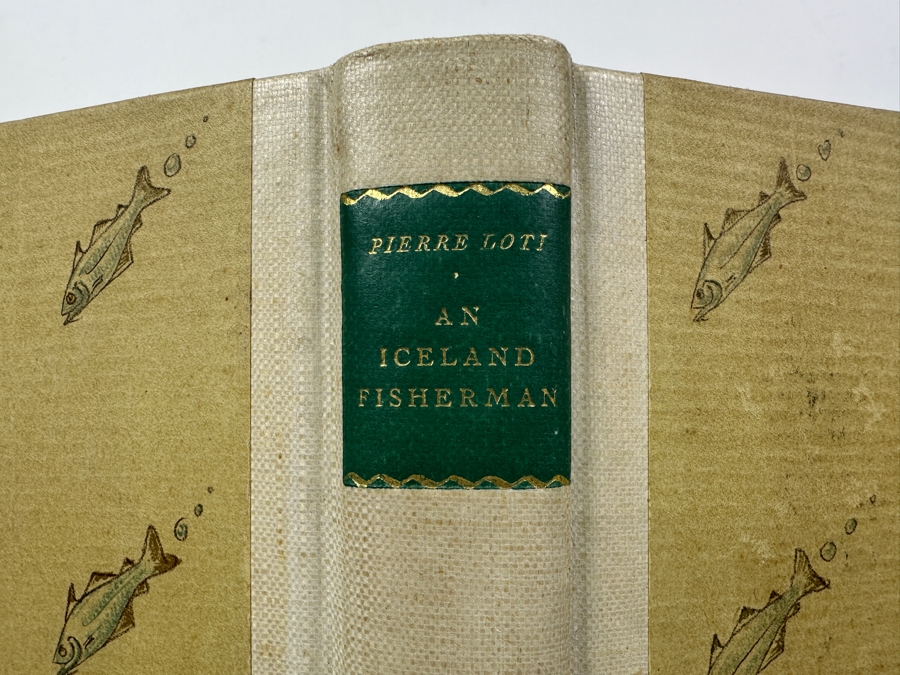 PIERRE LOTI
AN
ICELAND
FISHERMAN